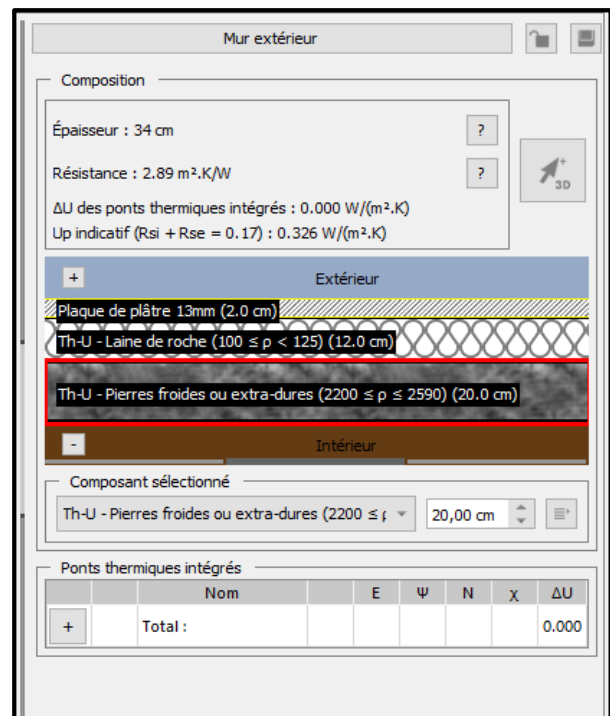 Mur extérieur
Composition
Épaisseur : 34 cm
?
Résistance : 2.89 m².K/W
?
3D
ΔU des ponts thermiques intégrés : 0.000 W/(m².K)
Up indicatif (Rsi + Rse = 0.17) : 0.326 W/(m².K)
+ Extérieur
Plaque de plâtre 13mm (2.0 cm)
Th-U - Laine de roche (100 ≤ ρ < 125) (12.0 cm)
Th-U - Pierres froides ou extra-dures (2200 ≤ ρ ≤ 2590) (20.0 cm)
- Intérieur
Composant sélectionné
Th-U - Pierres froides ou extra-dures (2200 ≤ ρ 20,00 cm
Ponts thermiques intégrés
Nom E Ψ N χ ΔU
+ Total : 0.000